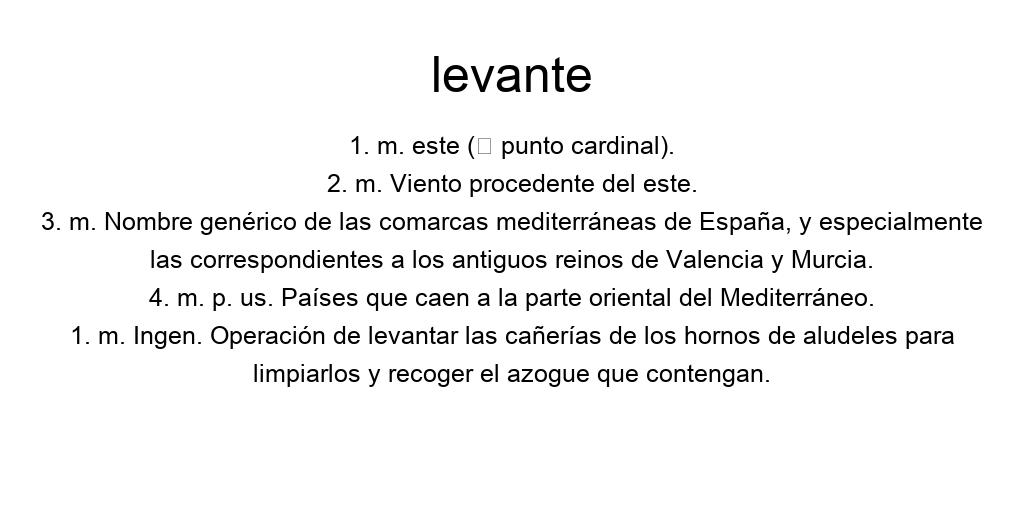 levante
1. m. este (□ punto cardinal).
2. m. Viento procedente del este.
3. m. Nombre genérico de las comarcas mediterráneas de España, y especialmente
las correspondientes a los antiguos reinos de Valencia y Murcia.
4. m. p. us. Países que caen a la parte oriental del Mediterráneo.
1. m. Ingen. Operación de levantar las cañerías de los hornos de aludeles para
limpiarlos y recoger el azogue que contengan.